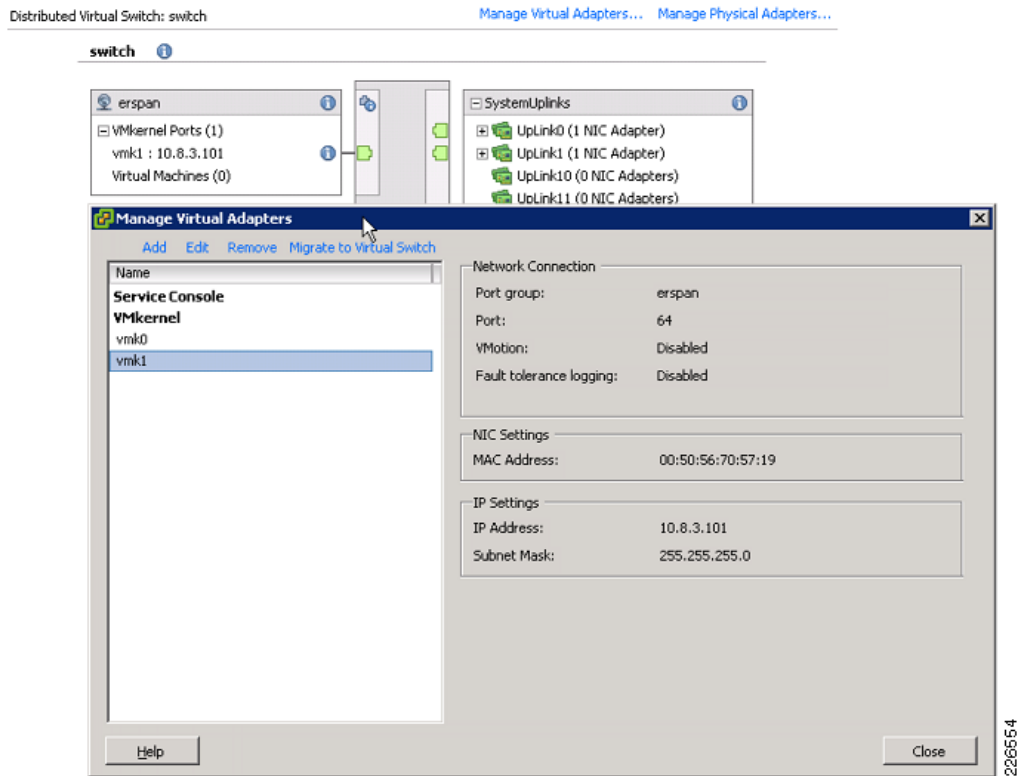 Distributed Virtual Switch: switch
Manage Virtual Adapters... Manage Physical Adapters...
switch
erspan
VMkernel Ports (1)
vmk1 : 10.8.3.101
Virtual Machines (0)
SystemUplinks
UpLink0 (1 NIC Adapter)
UpLink1 (1 NIC Adapter)
UpLink10 (0 NIC Adapters)
UpLink11 (0 NIC Adapters)
Manage Virtual Adapters
Add Edit Remove Migrate to Virtual Switch
Name
Service Console
VMkernel
vmk0
vmk1
Network Connection
Port group: erspan
Port: 64
VMotion: Disabled
Fault tolerance logging: Disabled
NIC Settings
MAC Address: 00:50:56:70:57:19
IP Settings
IP Address: 10.8.3.101
Subnet Mask: 255.255.255.0
Help
Close
226554